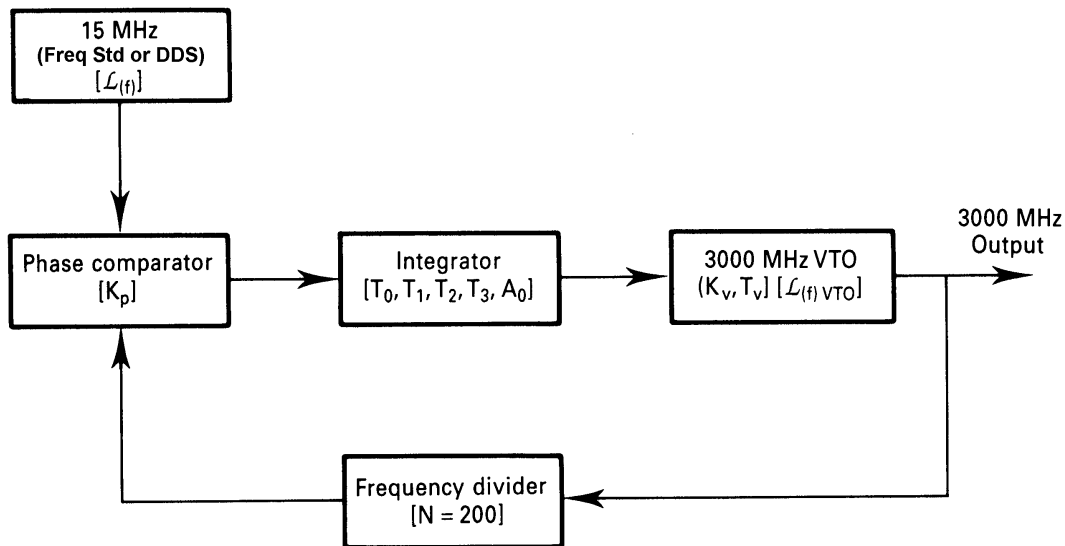 15 MHz
(Freq Std or DDS)
[ℒ(f)]
3000 MHz
Output
Phase comparator
[Kp]
Integrator
[T0, T1, T2, T3, A0]
3000 MHz VTO
(Kv, Tv] [ℒ(f) VTO]
Frequency divider
[N = 200]